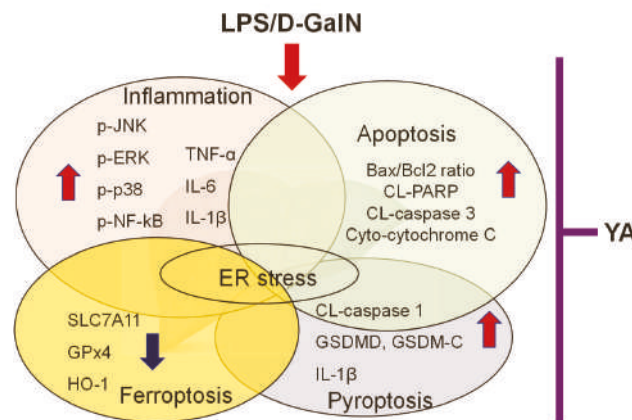 LPS/D-GalN
Inflammation
p-JNK
p-ERK
p-p38
p-NF-kB
TNF-α
IL-6
IL-1β
Apoptosis
Bax/Bcl2 ratio
CL-PARP
CL-caspase 3
Cyto-cytochrome C
YA
ER stress
SLC7A11
GPx4
HO-1
Ferroptosis
CL-caspase 1
GSDMD, GSDM-C
IL-1β
Pyroptosis